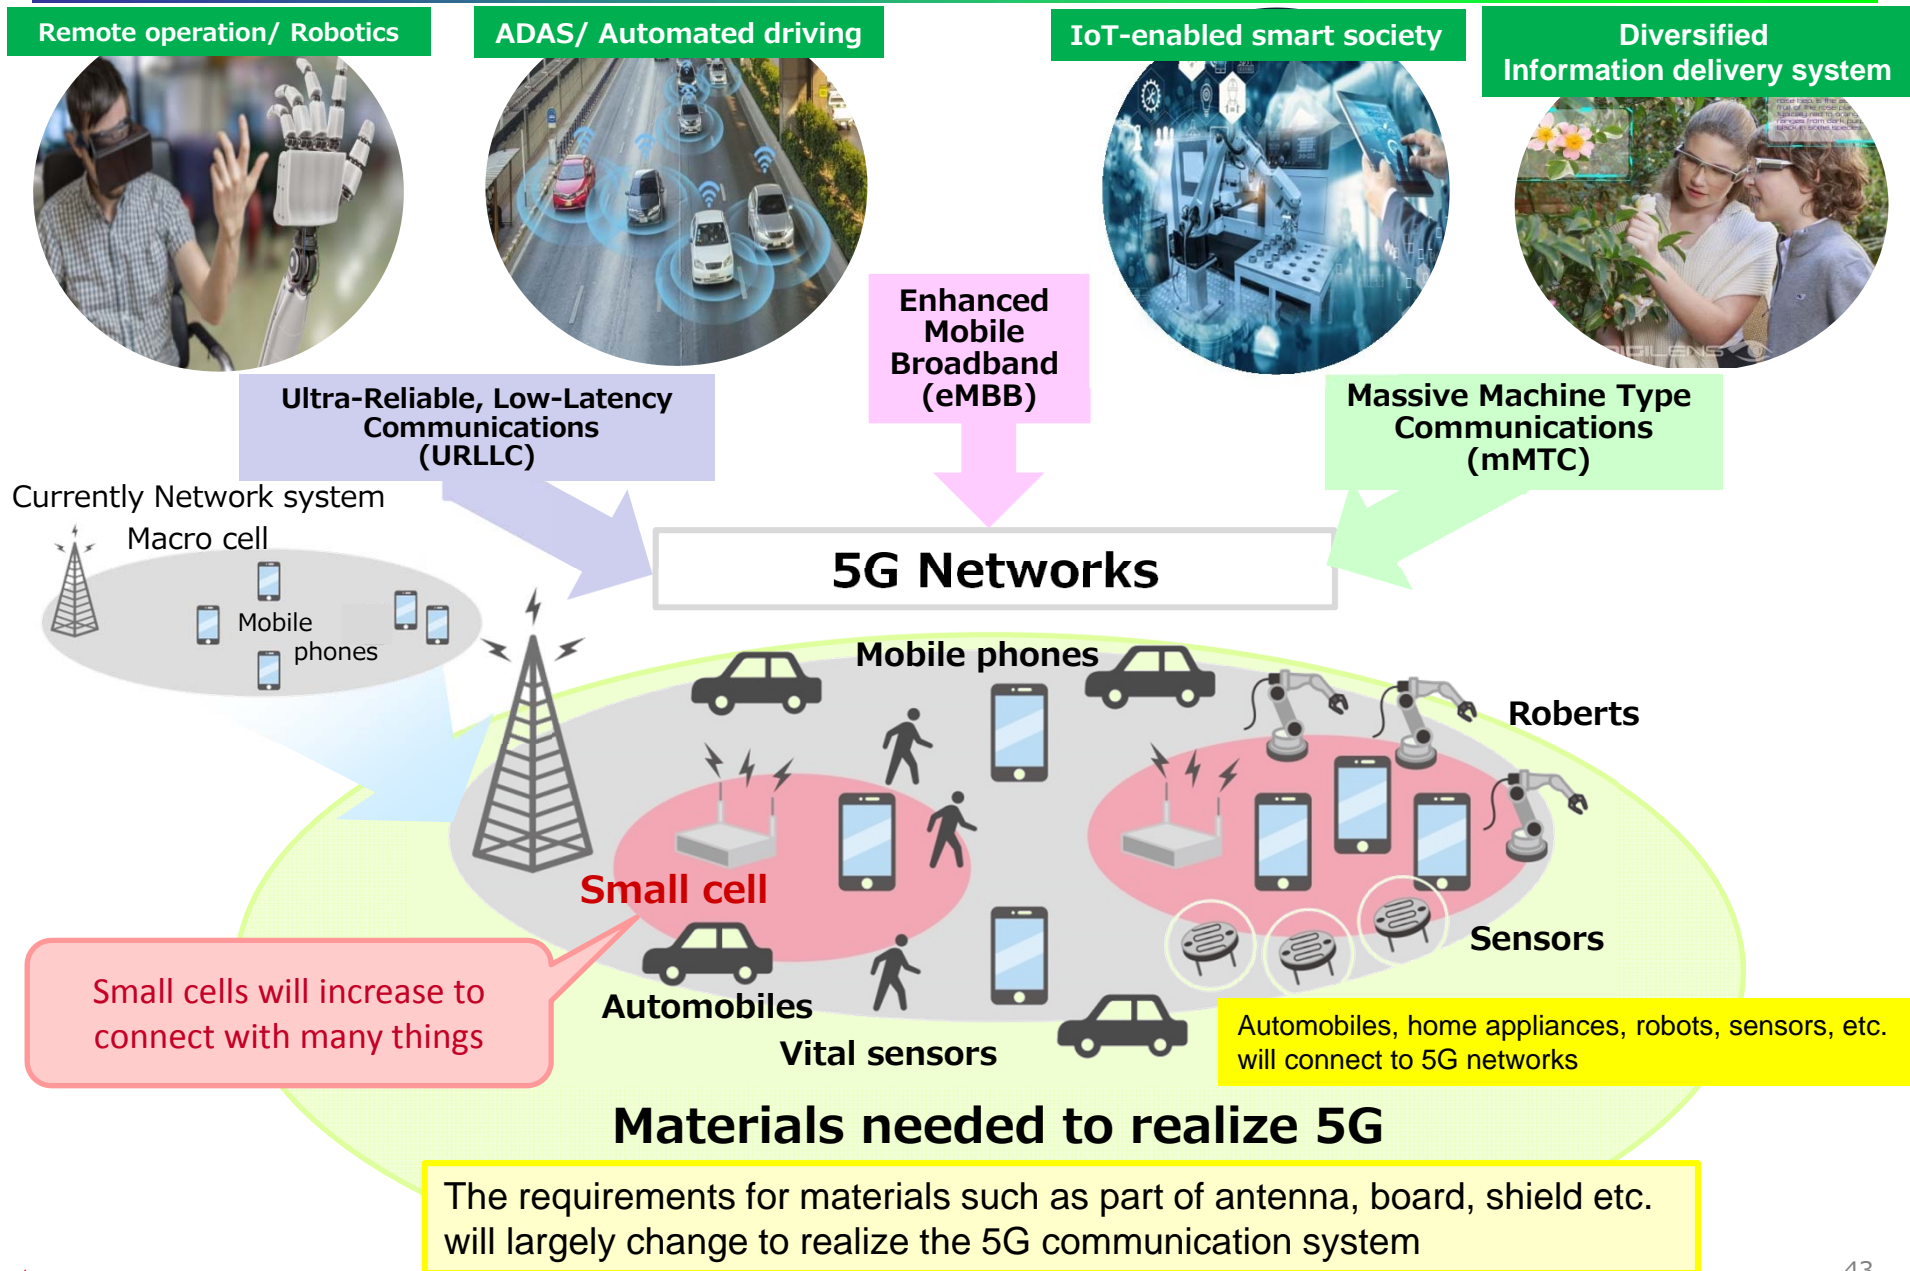 Remote operation/ Robotics
ADAS/ Automated driving
IoT-enabled smart society
Diversified
Information delivery system
DIGILENS
Enhanced
Mobile
Broadband
(eMBB)
Ultra-Reliable, Low-Latency
Communications
(URLLC)
Massive Machine Type
Communications
(mMTC)
Currently Network system
Macro cell
Mobile
phones
5G Networks
Mobile phones
Roberts
Small cell
Sensors
Small cells will increase to
connect with many things
Automobiles
Vital sensors
Automobiles, home appliances, robots, sensors, etc.
will connect to 5G networks
Materials needed to realize 5G
The requirements for materials such as part of antenna, board, shield etc.
will largely change to realize the 5G communication system
43